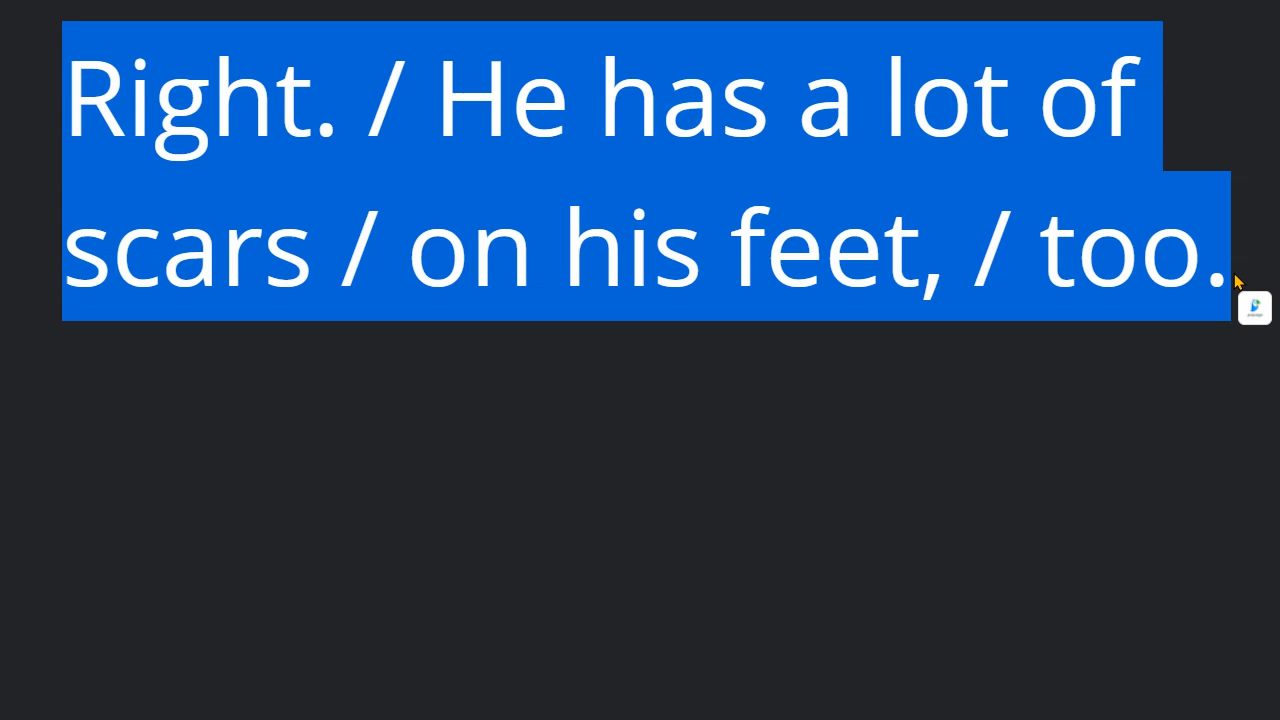 Right. / He has a lot of
scars / on his feet, / too.